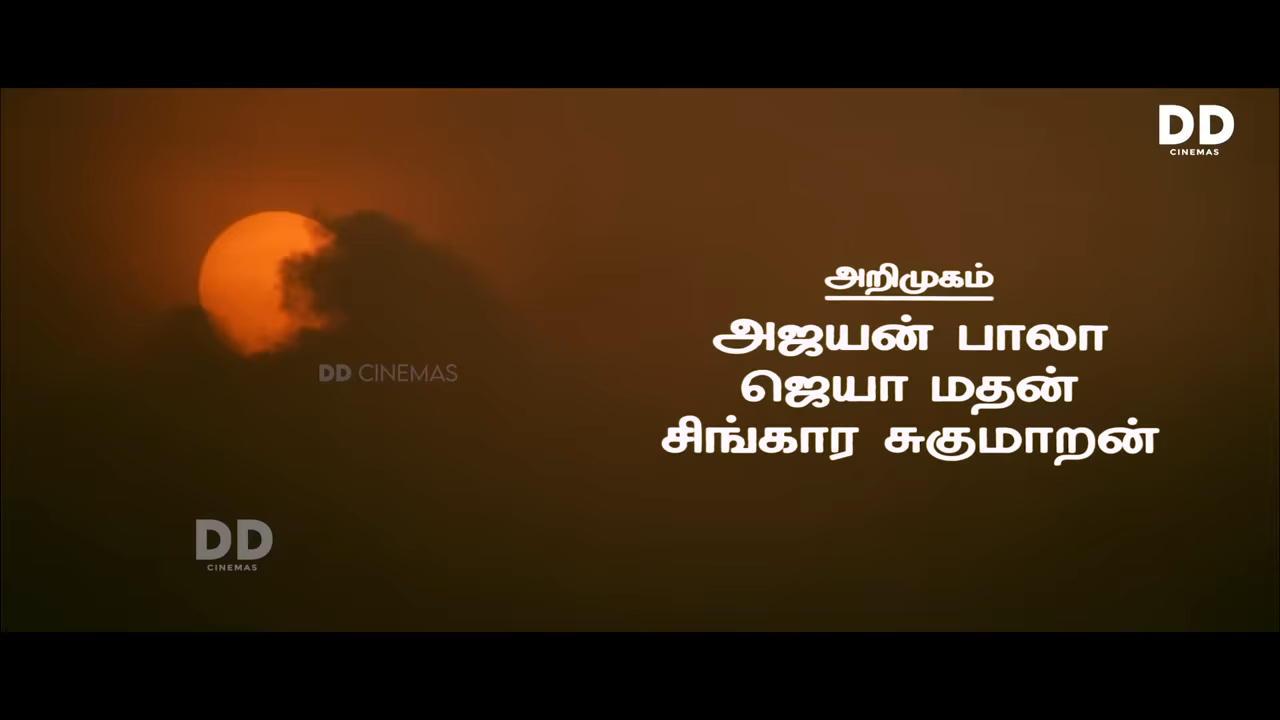 DD
CINEMAS
அறிமுகம்
அஜயன் பாலா
ஜெயா மதன்
சிங்கார சுகுமாறன்
DD CINEMAS
DD
CINEMAS